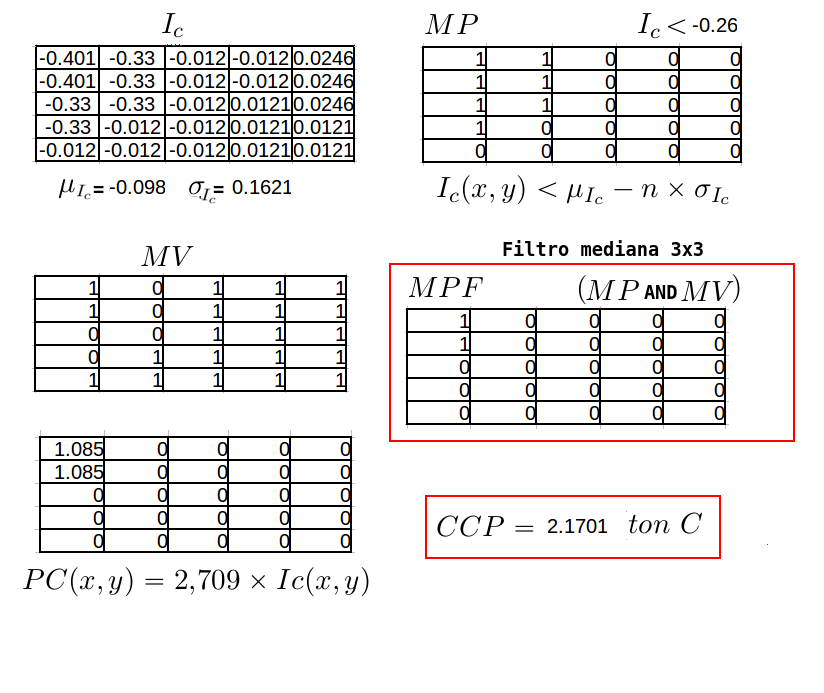 I_c
-0.401 -0.33 -0.012 -0.012 0.0246
-0.401 -0.33 -0.012 -0.012 0.0246
-0.33 -0.33 -0.012 0.0121 0.0246
-0.33 -0.012 -0.012 0.0121 0.0121
-0.012 -0.012 -0.012 0.0121 0.0121
μ_{I_c} = -0.098 σ_{I_c} = 0.1621
MP I_c < -0.26
1 1 0 0 0
1 1 0 0 0
1 1 0 0 0
1 0 0 0 0
0 0 0 0 0
I_c(x, y) < μ_{I_c} − n × σ_{I_c}
MV
1 0 1 1 1
1 0 1 1 1
0 0 1 1 1
0 1 1 1 1
1 1 1 1 1
Filtro mediana 3x3
MPF (MP AND MV)
1 0 0 0 0
1 0 0 0 0
0 0 0 0 0
0 0 0 0 0
0 0 0 0 0
1.085 0 0 0 0
1.085 0 0 0 0
0 0 0 0 0
0 0 0 0 0
0 0 0 0 0
PC(x, y) = 2,709 × Ic(x, y)
CCP = 2.1701 ton C